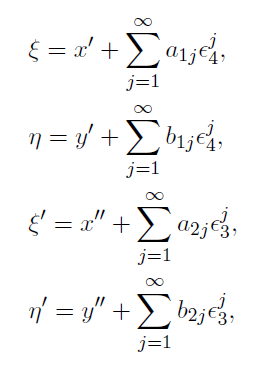 ξ = x′ + ∑_{j=1}^{∞} a_{1j}ϵ_4^j,
η = y′ + ∑_{j=1}^{∞} b_{1j}ϵ_4^j,
ξ′ = x″ + ∑_{j=1}^{∞} a_{2j}ϵ_3^j,
η′ = y″ + ∑_{j=1}^{∞} b_{2j}ϵ_3^j,